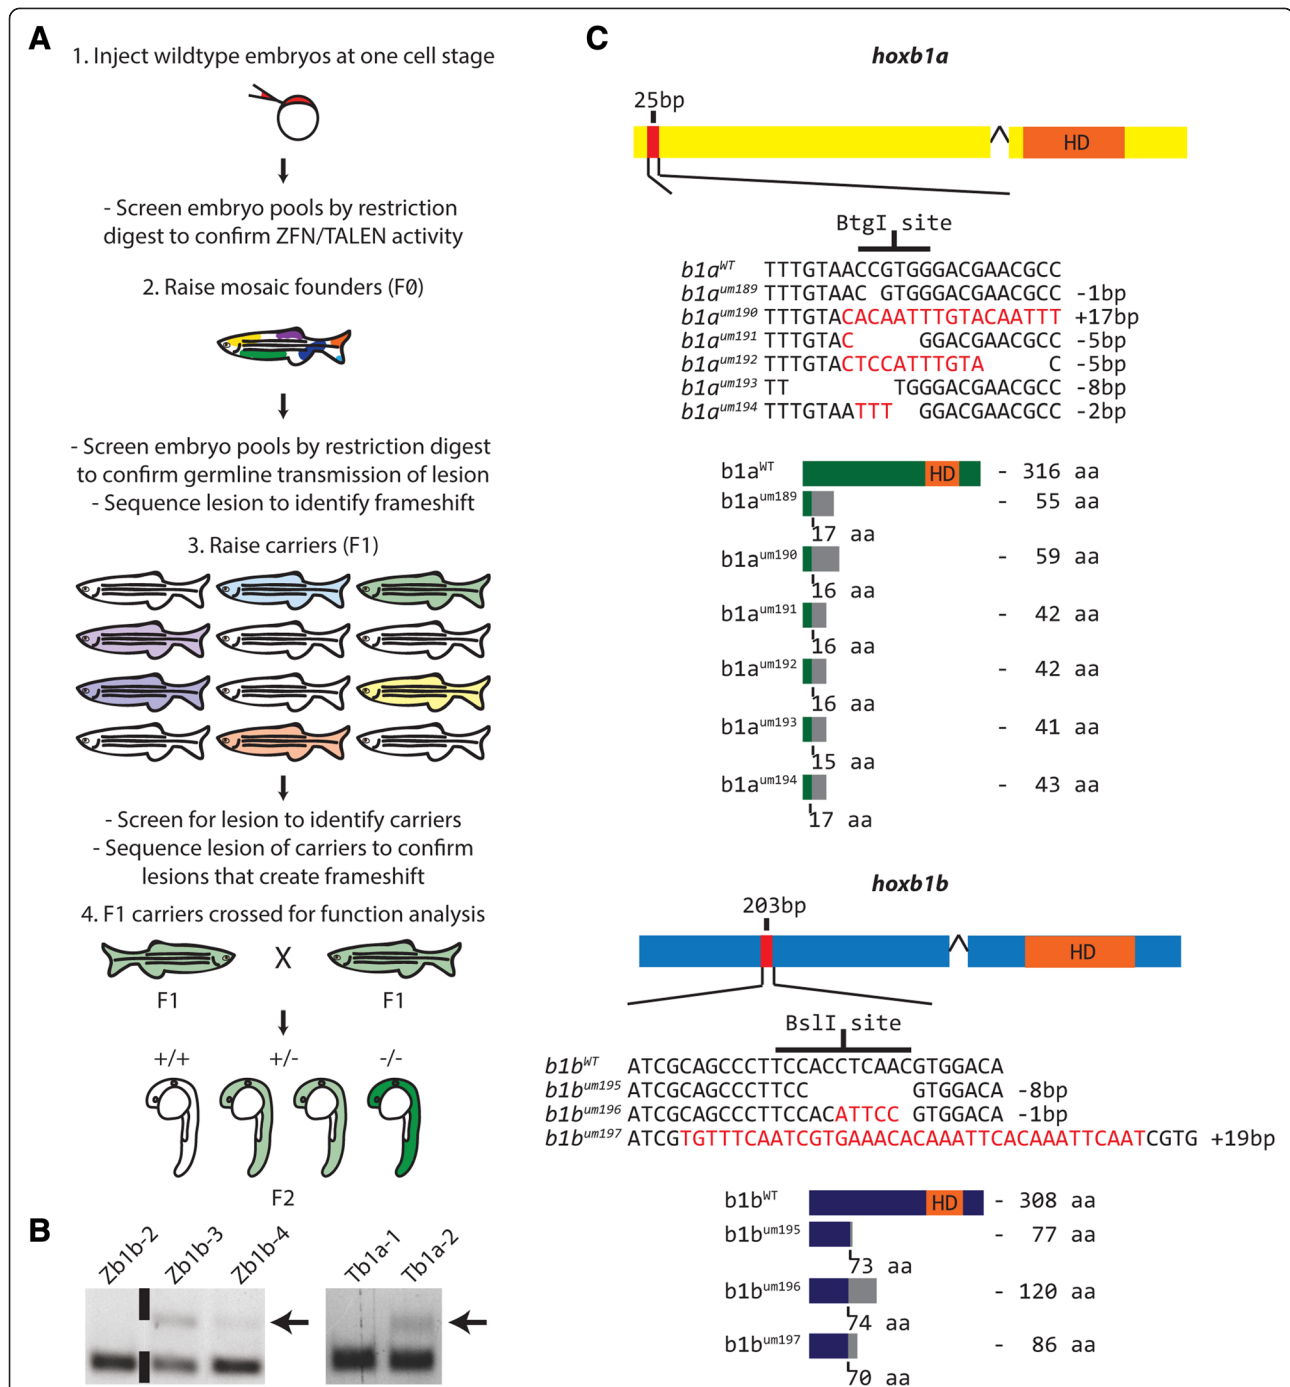 A
1. Inject wildtype embryos at one cell stage
- Screen embryo pools by restriction
digest to confirm ZFN/TALEN activity
2. Raise mosaic founders (F0)
- Screen embryo pools by restriction digest
to confirm germline transmission of lesion
- Sequence lesion to identify frameshift
3. Raise carriers (F1)
- Screen for lesion to identify carriers
- Sequence lesion of carriers to confirm
lesions that create frameshift
4. F1 carriers crossed for function analysis
X
F1 F1
+/+ +/- -/-
F2
B
Zb1b-2 Zb1b-3 Zb1b-4 Tb1a-1 Tb1a-2
C
hoxb1a
25bp
HD
BtgI site
b1aWT TTTGTAACCGTGGGACGAACGCC
b1aum189 TTTGTAAC GTGGGACGAACGCC -1bp
b1aum190 TTTGTACACAATTTGTACAATTT +17bp
b1aum191 TTTGTAC GGACGAACGCC -5bp
b1aum192 TTTGTACTCCATTTGTA C -5bp
b1aum193 TT TGGGACGAACGCC -8bp
b1aum194 TTTGTAATTT GGACGAACGCC -2bp
b1aWT HD - 316 aa
b1aum189 - 55 aa
17 aa
b1aum190 - 59 aa
16 aa
b1aum191 - 42 aa
16 aa
b1aum192 - 42 aa
16 aa
b1aum193 - 41 aa
15 aa
b1aum194 - 43 aa
17 aa
hoxb1b
203bp
HD
BslI site
b1bWT ATCGCAGCCCTTCCACCTCAACGTGGACA
b1bum195 ATCGCAGCCCTTCC GTGGACA -8bp
b1bum196 ATCGCAGCCCTTCCACATTCC GTGGACA -1bp
b1bum197 ATCGTGTTTCAATCGTGAAACACAAATTCACAAATTCAATCGTG +19bp
b1bWT HD - 308 aa
b1bum195 - 77 aa
73 aa
b1bum196 - 120 aa
74 aa
b1bum197 - 86 aa
70 aa